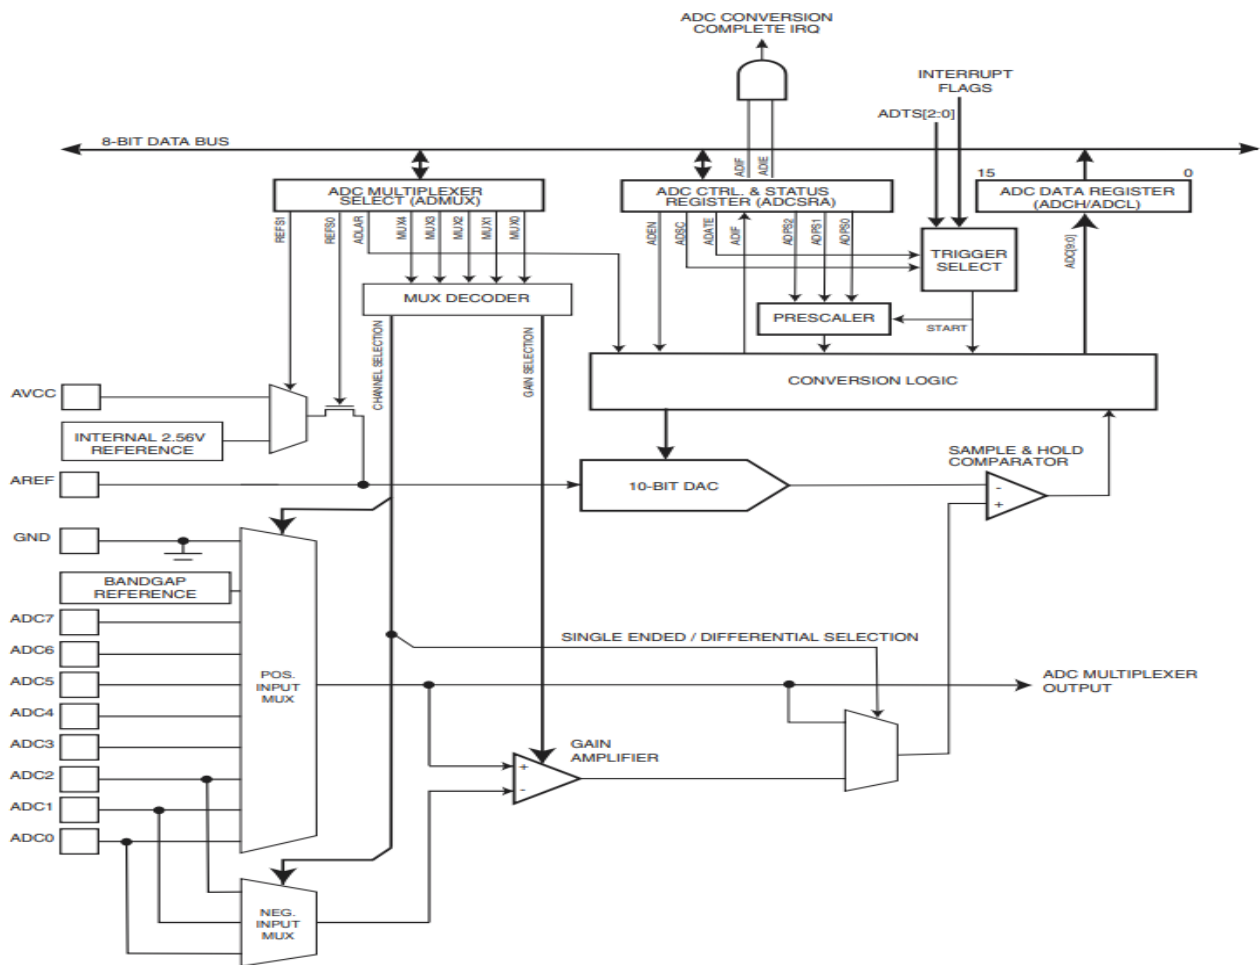 ADC CONVERSION
COMPLETE IRQ
INTERRUPT
FLAGS
ADTS[2:0]
8-BIT DATA BUS
ADIF
ADIE
15
0
ADC MULTIPLEXER
SELECT (ADMUX)
ADC CTRL. & STATUS
REGISTER (ADCSRA)
ADC DATA REGISTER
(ADCH/ADCL)
REFS1
REFS0
ADLAR
MUX4
MUX3
MUX2
MUX1
MUX0
ADEN
ADSC
ADATE
ADIF
ADPS2
ADPS1
ADPS0
ADC[9:0]
TRIGGER
SELECT
MUX DECODER
PRESCALER
START
CHANNEL SELECTION
GAIN SELECTION
CONVERSION LOGIC
AVCC
INTERNAL 2.56V
REFERENCE
SAMPLE & HOLD
COMPARATOR
AREF
10-BIT DAC
-
+
GND
BANDGAP
REFERENCE
ADC7
SINGLE ENDED / DIFFERENTIAL SELECTION
ADC6
ADC5
POS.
INPUT
MUX
ADC MULTIPLEXER
OUTPUT
ADC4
ADC3
GAIN
AMPLIFIER
+
-
ADC2
ADC1
ADC0
NEG.
INPUT
MUX